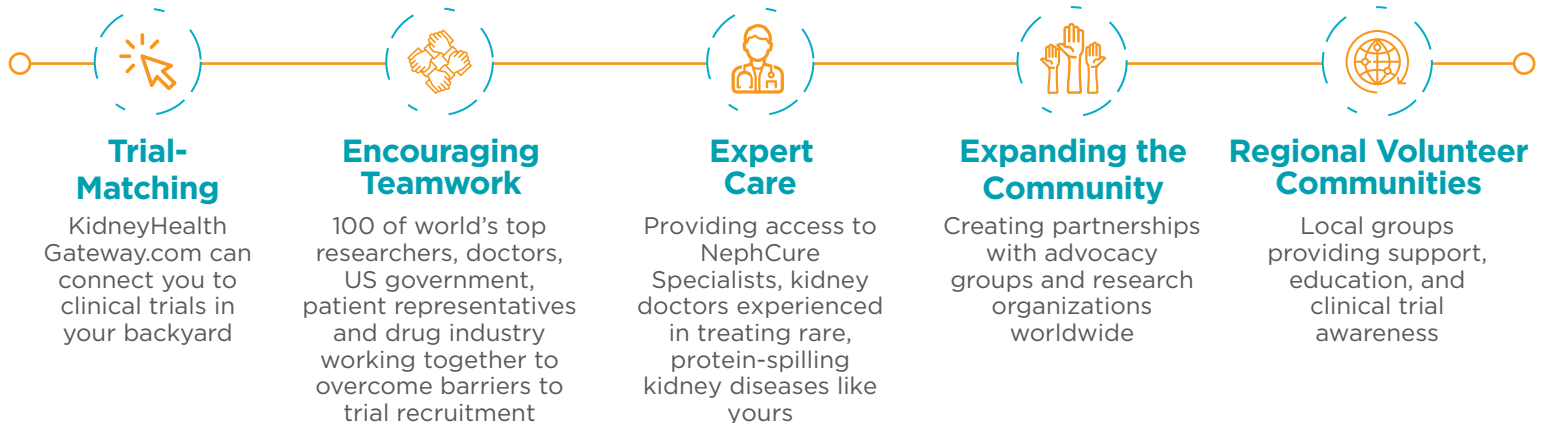 Trial-
Matching
KidneyHealth
Gateway.com can
connect you to
clinical trials in
your backyard
Encouraging
Teamwork
100 of world's top
researchers, doctors,
US government,
patient representatives
and drug industry
working together to
overcome barriers to
trial recruitment
Expert
Care
Providing access to
NephCure
Specialists, kidney
doctors experienced
in treating rare,
protein-spilling
kidney diseases like
yours
Expanding the
Community
Creating partnerships
with advocacy
groups and research
organizations
worldwide
Regional Volunteer
Communities
Local groups
providing support,
education, and
clinical trial
awareness